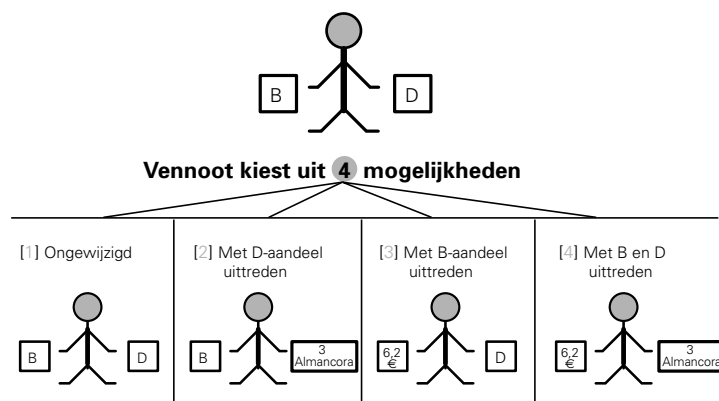 B
D
Vennoot kiest uit 4 mogelijkheden
[1] Ongewijzigd
[2] Met D-aandeel
uittreden
[3] Met B-aandeel
uittreden
[4] Met B en D
uittreden
B
D
B
3
Almancora
6,2
€
D
6,2
€
3
Almancora